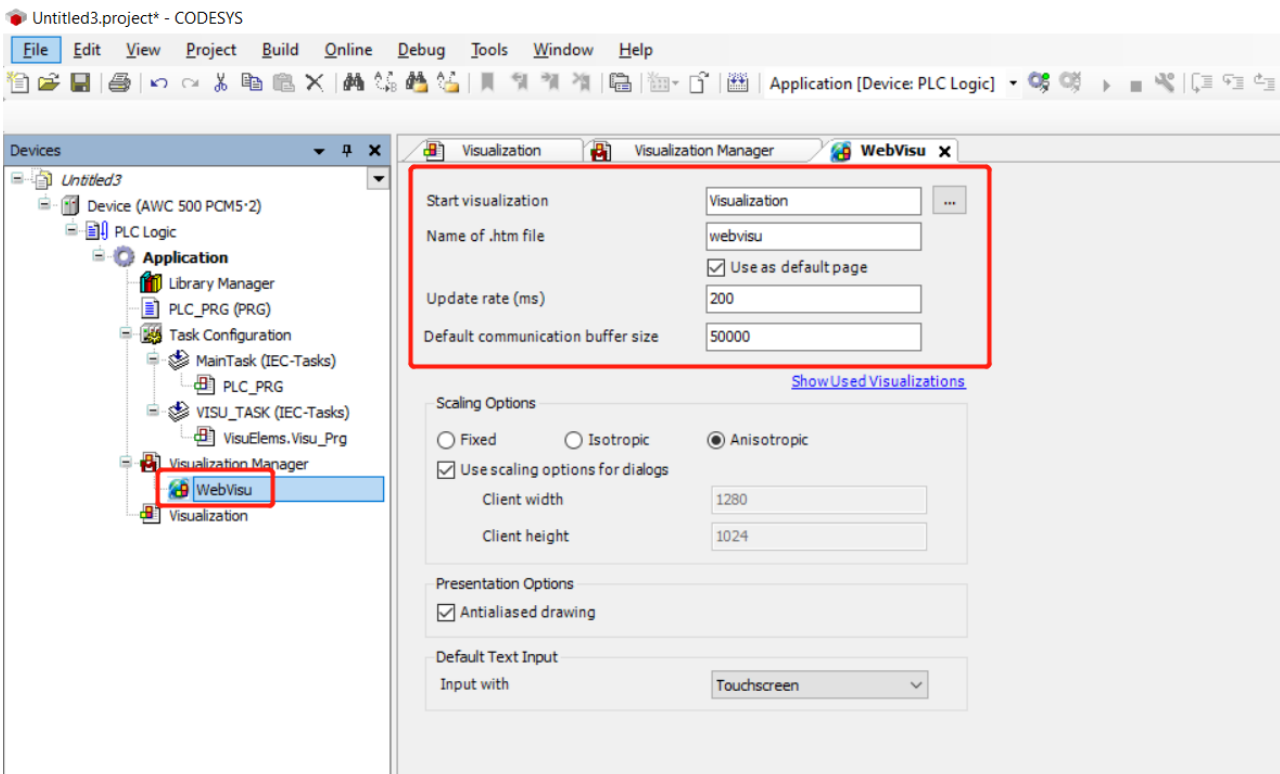 Untitled3.project* - CODESYS
File Edit View Project Build Online Debug Tools Window Help
Application [Device: PLC Logic]
Devices
Visualization Visualization Manager WebVisu
Untitled3
Device (AWC 500 PCM5·2)
PLC Logic
Application
Library Manager
PLC_PRG (PRG)
Task Configuration
MainTask (IEC-Tasks)
PLC_PRG
VISU_TASK (IEC-Tasks)
VisuElems.Visu_Prg
Visualization Manager
WebVisu
Visualization
Start visualization Visualization ...
Name of .htm file webvisu
Use as default page
Update rate (ms) 200
Default communication buffer size 50000
Show Used Visualizations
Scaling Options
Fixed Isotropic Anisotropic
Use scaling options for dialogs
Client width 1280
Client height 1024
Presentation Options
Antialiased drawing
Default Text Input
Input with Touchscreen